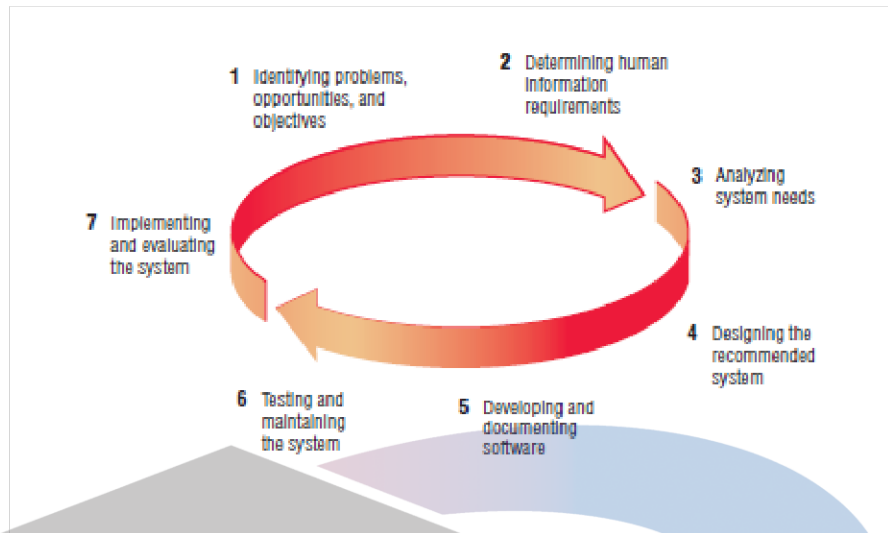 1 Identifying problems,
opportunities, and
objectives
2 Determining human
information
requirements
3 Analyzing
system needs
4 Designing the
recommended
system
5 Developing and
documenting
software
6 Testing and
maintaining
the system
7 Implementing
and evaluating
the system